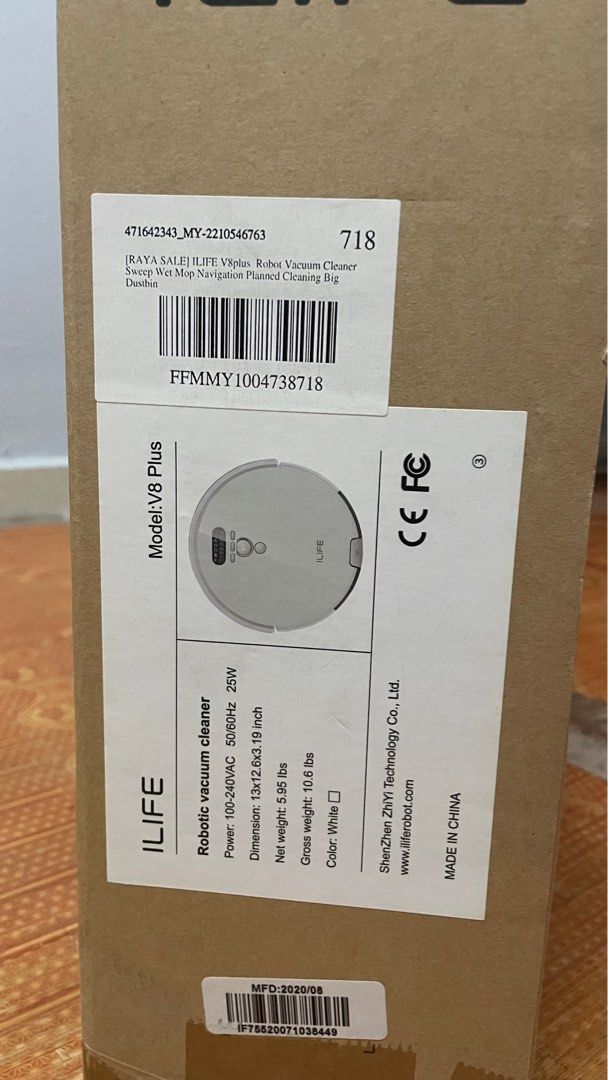 ILIFE
471642343_MY-2210546763
718
[RAYA SALE] ILIFE V8plus Robot Vacuum Cleaner
Sweep Wet Mop Navigation Planned Cleaning Big
Dustbin
FFMMY1004738718
ILIFE
Model:V8 Plus
Robotic vacuum cleaner
Power: 100-240VAC 50/60Hz 25W
Dimension: 13x12.6x3.19 inch
Net weight: 5.95 lbs
Gross weight: 10.6 lbs
Color: White □
ILIFE
ShenZhen ZhiYi Technology Co., Ltd.
www.iliferobot.com
CE FC
MADE IN CHINA
③
MFD:2020/08
IF75520071038449